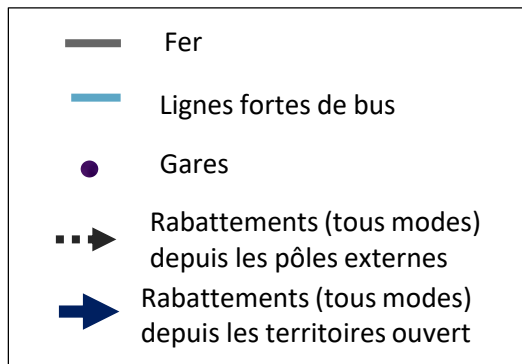 Fer
Lignes fortes de bus
Gares
Rabattements (tous modes)
depuis les pôles externes
Rabattements (tous modes)
depuis les territoires ouvert